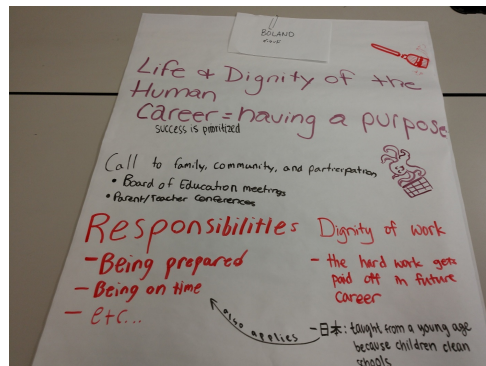 BOLAND
Life & Dignity of the
Human
Career = having a purpose
success is prioritized
Call to family, community, and participation
• Board of Education meetings
• Parent/Teacher Conferences
Responsibilities
- Being prepared
- Being on time
- etc...
Dignity of work
- the hard work gets
paid off in future
career
also applies
- 日本: taught from a young age
because children clean
schools